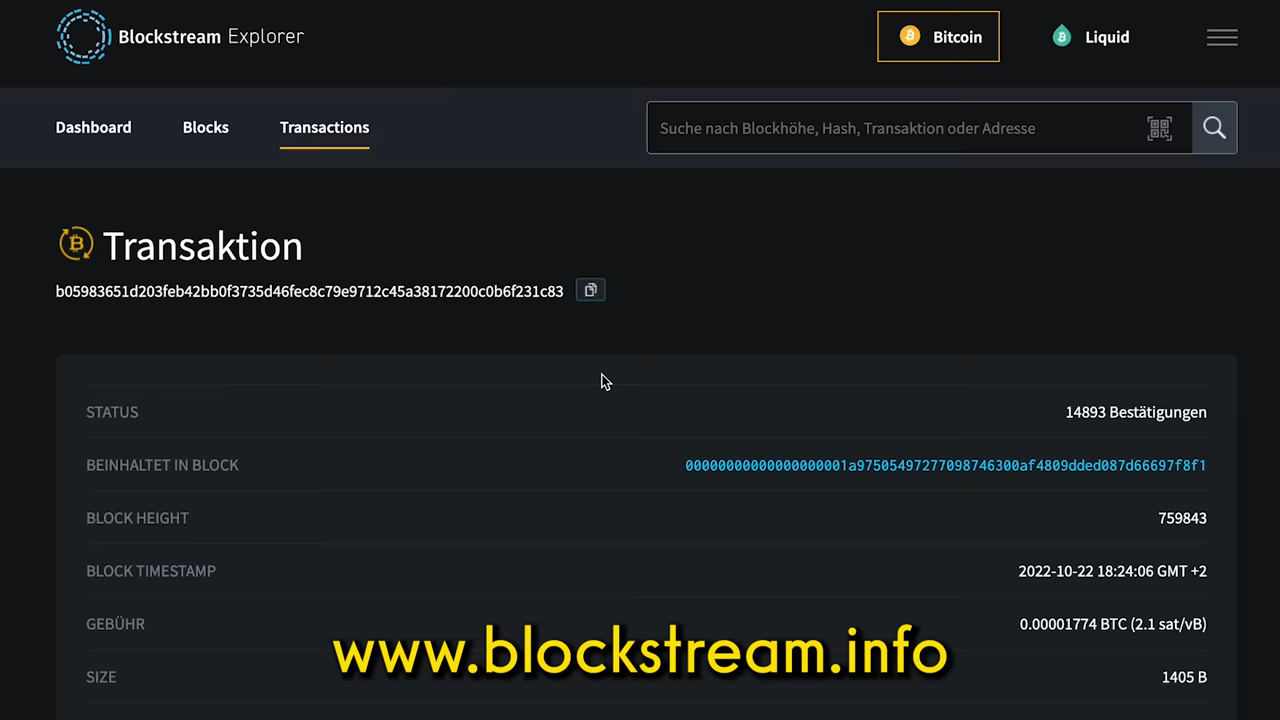 Blockstream Explorer
Bitcoin
Liquid
Dashboard
Blocks
Transactions
Suche nach Blockhöhe, Hash, Transaktion oder Adresse
Transaktion
b05983651d203feb42bb0f3735d46fec8c79e9712c45a38172200c0b6f231c83
STATUS
14893 Bestätigungen
BEINHALTET IN BLOCK
00000000000000000001a97505497277098746300af4809dded087d66697f8f1
BLOCK HEIGHT
759843
BLOCK TIMESTAMP
2022-10-22 18:24:06 GMT +2
GEBÜHR
0.00001774 BTC (2.1 sat/vB)
www.blockstream.info
SIZE
1405 B